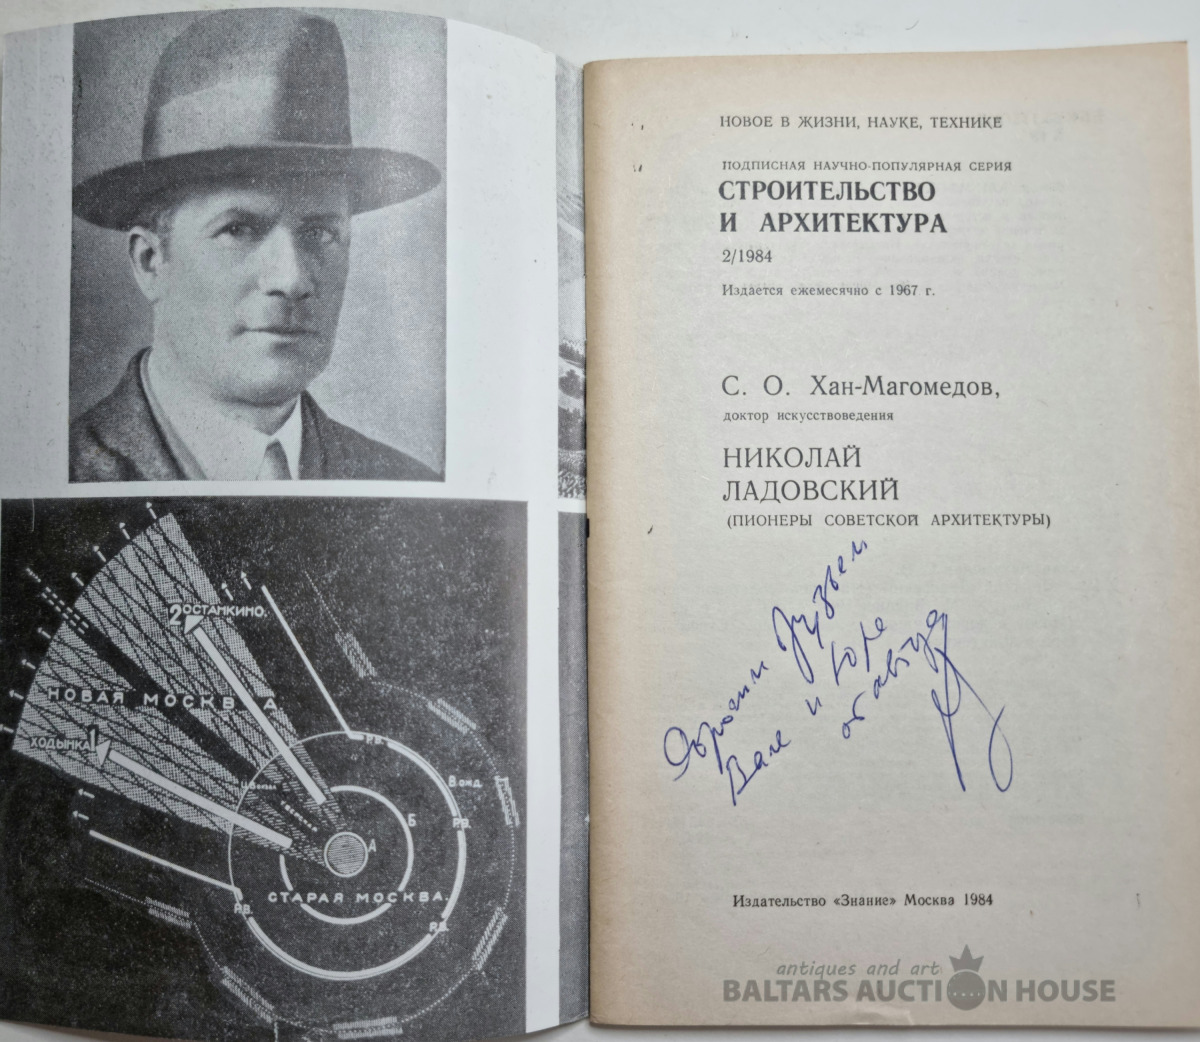 2 ОСТАНКИНО.
НОВАЯ МОСКВА
ХОДЫНКА 1
В.ожд.
Р.В.
Б
Р.В.
А
СТАРАЯ МОСКВА.
Р.В.
Р.В.
НОВОЕ В ЖИЗНИ, НАУКЕ, ТЕХНИКЕ
ПОДПИСНАЯ НАУЧНО-ПОПУЛЯРНАЯ СЕРИЯ
СТРОИТЕЛЬСТВО
И АРХИТЕКТУРА
2/1984
Издается ежемесячно с 1967 г.
С. О. Хан-Магомедов,
доктор искусствоведения
НИКОЛАЙ
ЛАДОВСКИЙ
(ПИОНЕРЫ СОВЕТСКОЙ АРХИТЕКТУРЫ)
Дорогим друзьям
Вале и Юре
от автора
Издательство «Знание» Москва 1984
antiques and art
BALTARS AUCTION HOUSE